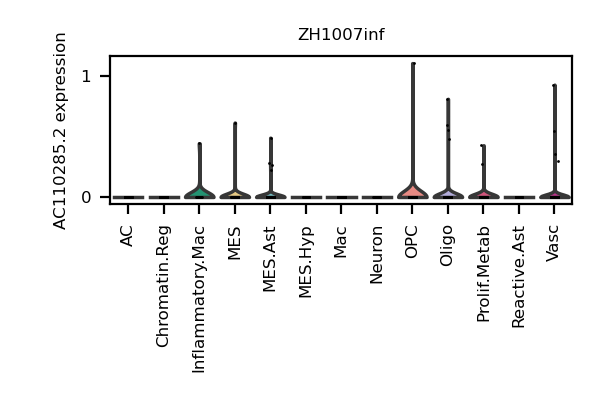 ZH1007inf
AC110285.2 expression
1
0
AC
Chromatin.Reg
Inflammatory.Mac
MES
MES.Ast
MES.Hyp
Mac
Neuron
OPC
Oligo
Prolif.Metab
Reactive.Ast
Vasc